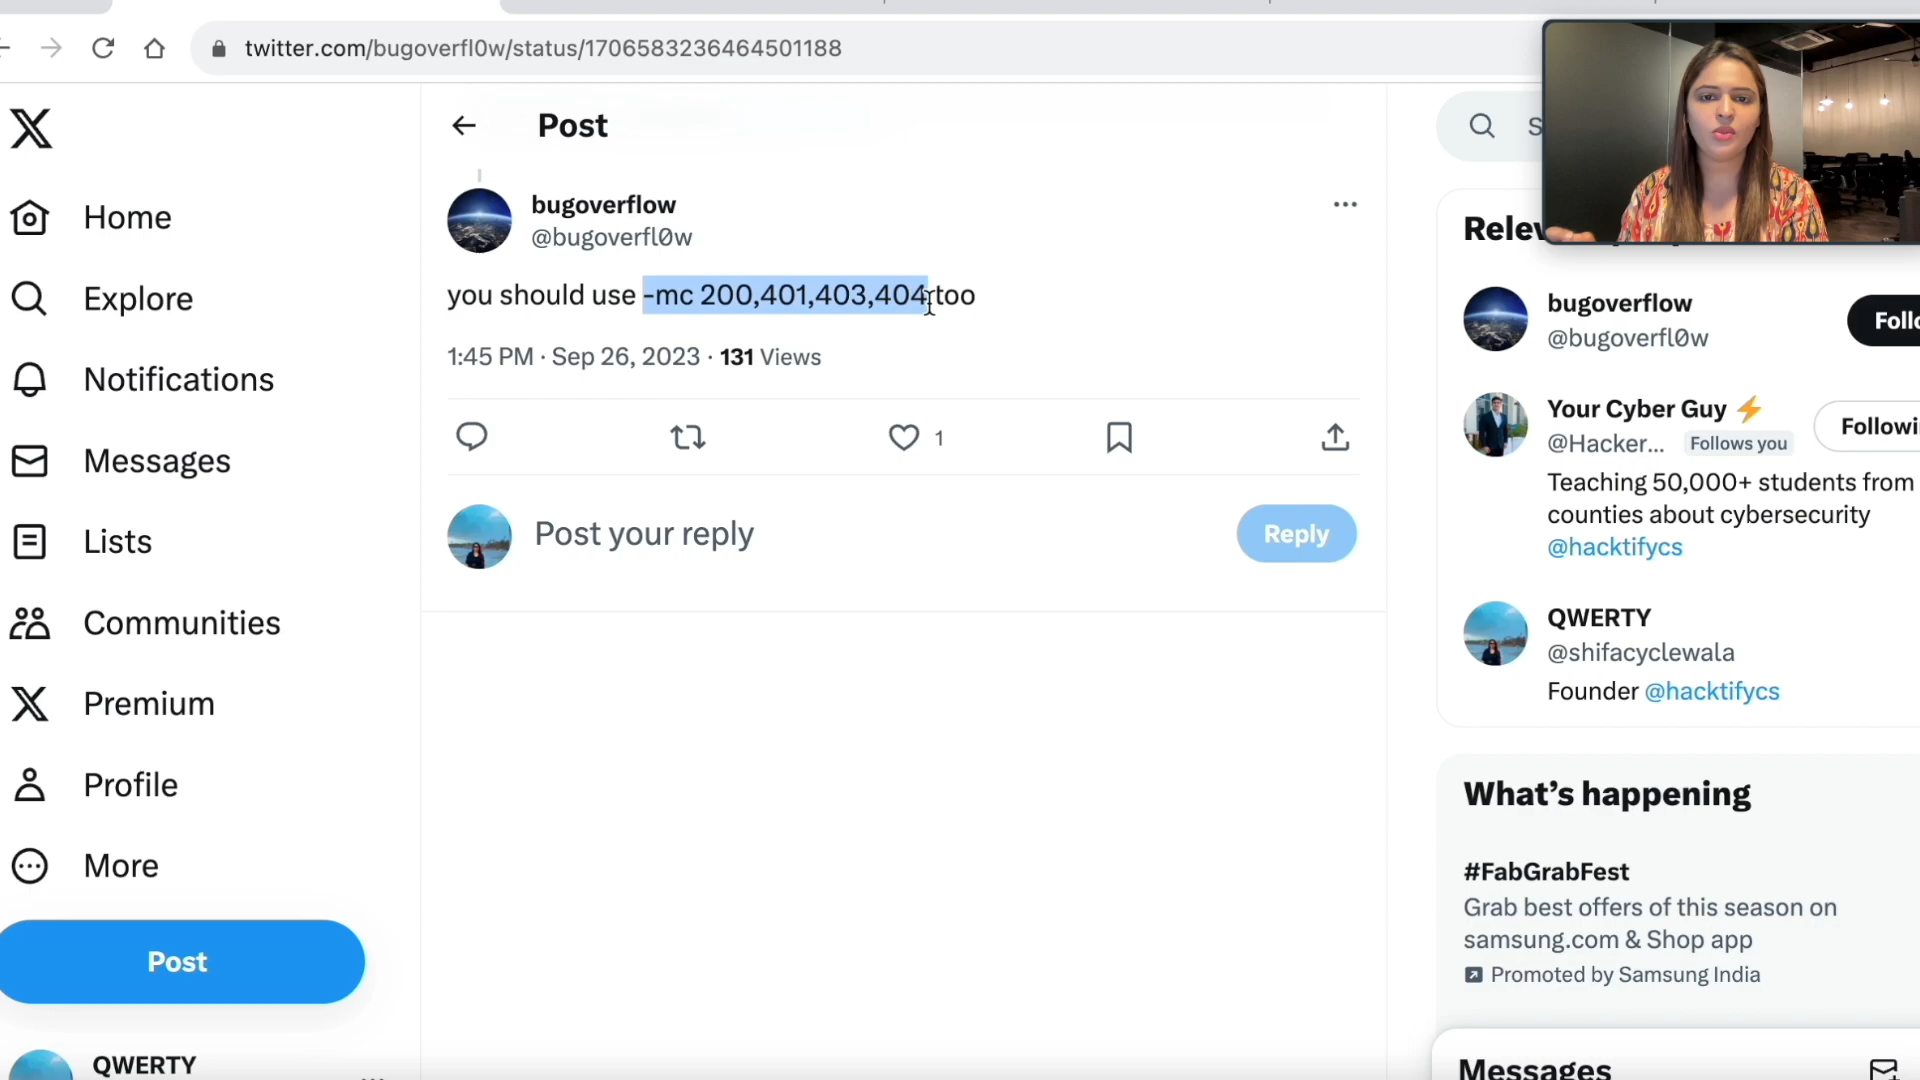 twitter.com/bugoverfl0w/status/1706583236464501188
Post
Home
Explore
Notifications
Messages
Lists
Communities
Premium
Profile
More
Post
QWERTY
bugoverflow
@bugoverfl0w
you should use -mc 200,401,403,404 too
1:45 PM · Sep 26, 2023 · 131 Views
1
Post your reply
Reply
S
Relev
bugoverflow
@bugoverfl0w
Follo
Your Cyber Guy ⚡
@Hacker... Follows you
Followi
Teaching 50,000+ students from
counties about cybersecurity
@hacktifycs
QWERTY
@shifacyclewala
Founder @hacktifycs
What's happening
#FabGrabFest
Grab best offers of this season on
samsung.com & Shop app
Promoted by Samsung India
Messages